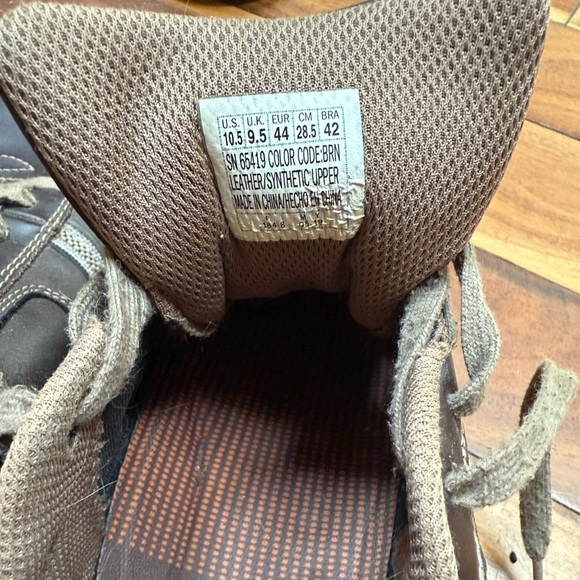 U.S. U.K. EUR CM BRA
10.5 9.5 44 28.5 42
SN 65419 COLOR CODE:BRN
LEATHER/SYNTHETIC UPPER
MADE IN CHINA/HECHO EN CHINA